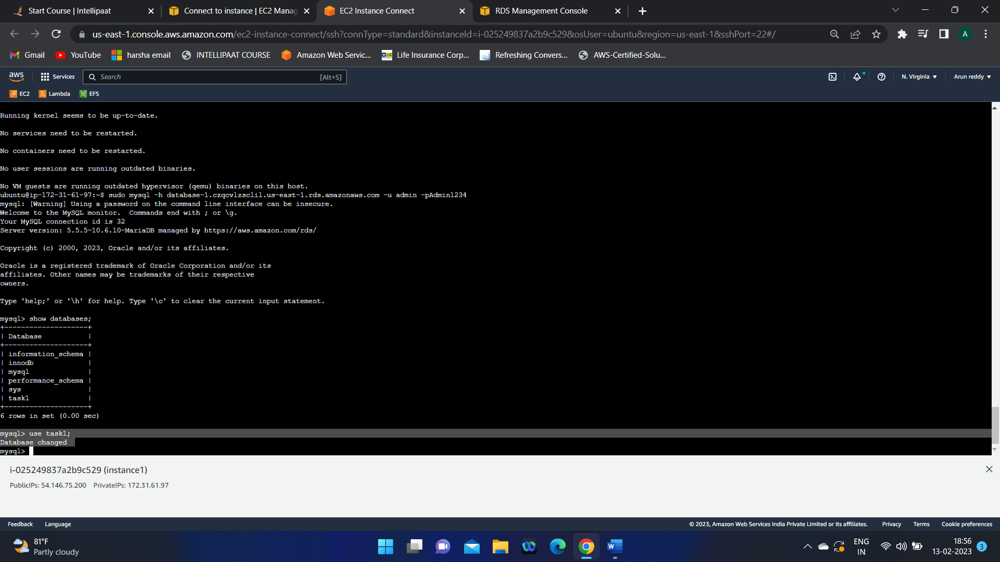 Start Course | Intellipaat
Connect to instance | EC2 Manag
EC2 Instance Connect
RDS Management Console
us-east-1.console.aws.amazon.com/ec2-instance-connect/ssh?connType=standard&instanceId=i-025249837a2b9c529&osUser=ubuntu&region=us-east-1&sshPort=22#/
A
Gmail
YouTube
harsha email
INTELLIPAAT COURSE
Amazon Web Servic...
Life Insurance Corp...
Refreshing Convers...
AWS-Certified-Solu...
aws
Services
Search
[Alt+S]
N. Virginia
Arun reddy
EC2
Lambda
EFS
Running kernel seems to be up-to-date.
No services need to be restarted.
No containers need to be restarted.
No user sessions are running outdated binaries.
No VM guests are running outdated hypervisor (qemu) binaries on this host.
ubuntu@ip-172-31-61-97:~$ sudo mysql -h database-1.czqcvlzsclil.us-east-1.rds.amazonaws.com -u admin -pAdmin1234
mysql: [Warning] Using a password on the command line interface can be insecure.
Welcome to the MySQL monitor.  Commands end with ; or \g.
Your MySQL connection id is 32
Server version: 5.5.5-10.6.10-MariaDB managed by https://aws.amazon.com/rds/
Copyright (c) 2000, 2023, Oracle and/or its affiliates.
Oracle is a registered trademark of Oracle Corporation and/or its
affiliates. Other names may be trademarks of their respective
owners.
Type 'help;' or '\h' for help. Type '\c' to clear the current input statement.
mysql> show databases;
+--------------------+
| Database           |
+--------------------+
| information_schema |
| innodb             |
| mysql              |
| performance_schema |
| sys                |
| task1              |
+--------------------+
6 rows in set (0.00 sec)
mysql> use task1;
Database changed
mysql>
i-025249837a2b9c529 (instance1)
PublicIPs: 54.146.75.200    PrivateIPs: 172.31.61.97
Feedback
Language
© 2023, Amazon Web Services India Private Limited or its affiliates.
Privacy
Terms
Cookie preferences
81°F
Partly cloudy
W
ENG
IN
18:56
13-02-2023
3